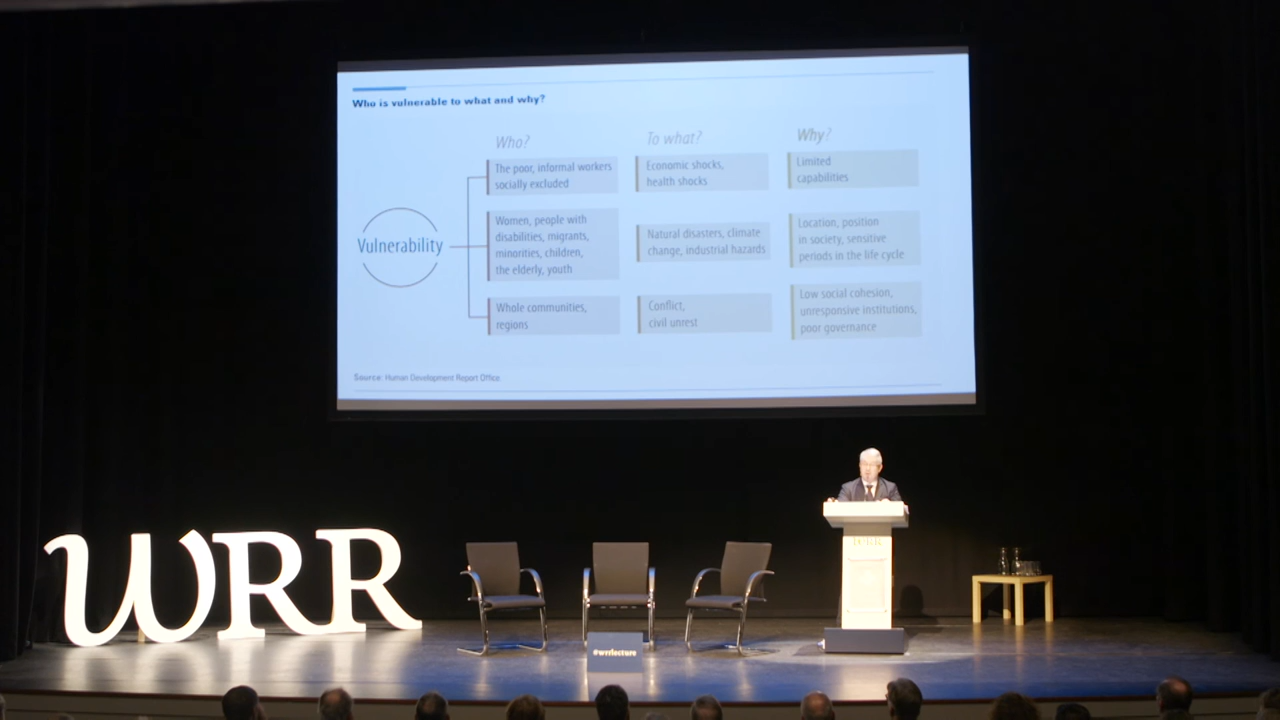 Who is vulnerable to what and why?
Who?
To what?
Why?
Vulnerability
The poor, informal workers
socially excluded
Economic shocks,
health shocks
Limited
capabilities
Women, people with
disabilities, migrants,
minorities, children,
the elderly, youth
Natural disasters, climate
change, industrial hazards
Location, position
in society, sensitive
periods in the life cycle
Whole communities,
regions
Conflict,
civil unrest
Low social cohesion,
unresponsive institutions,
poor governance
Source: Human Development Report Office
WRR
WRR
#wrrlecture